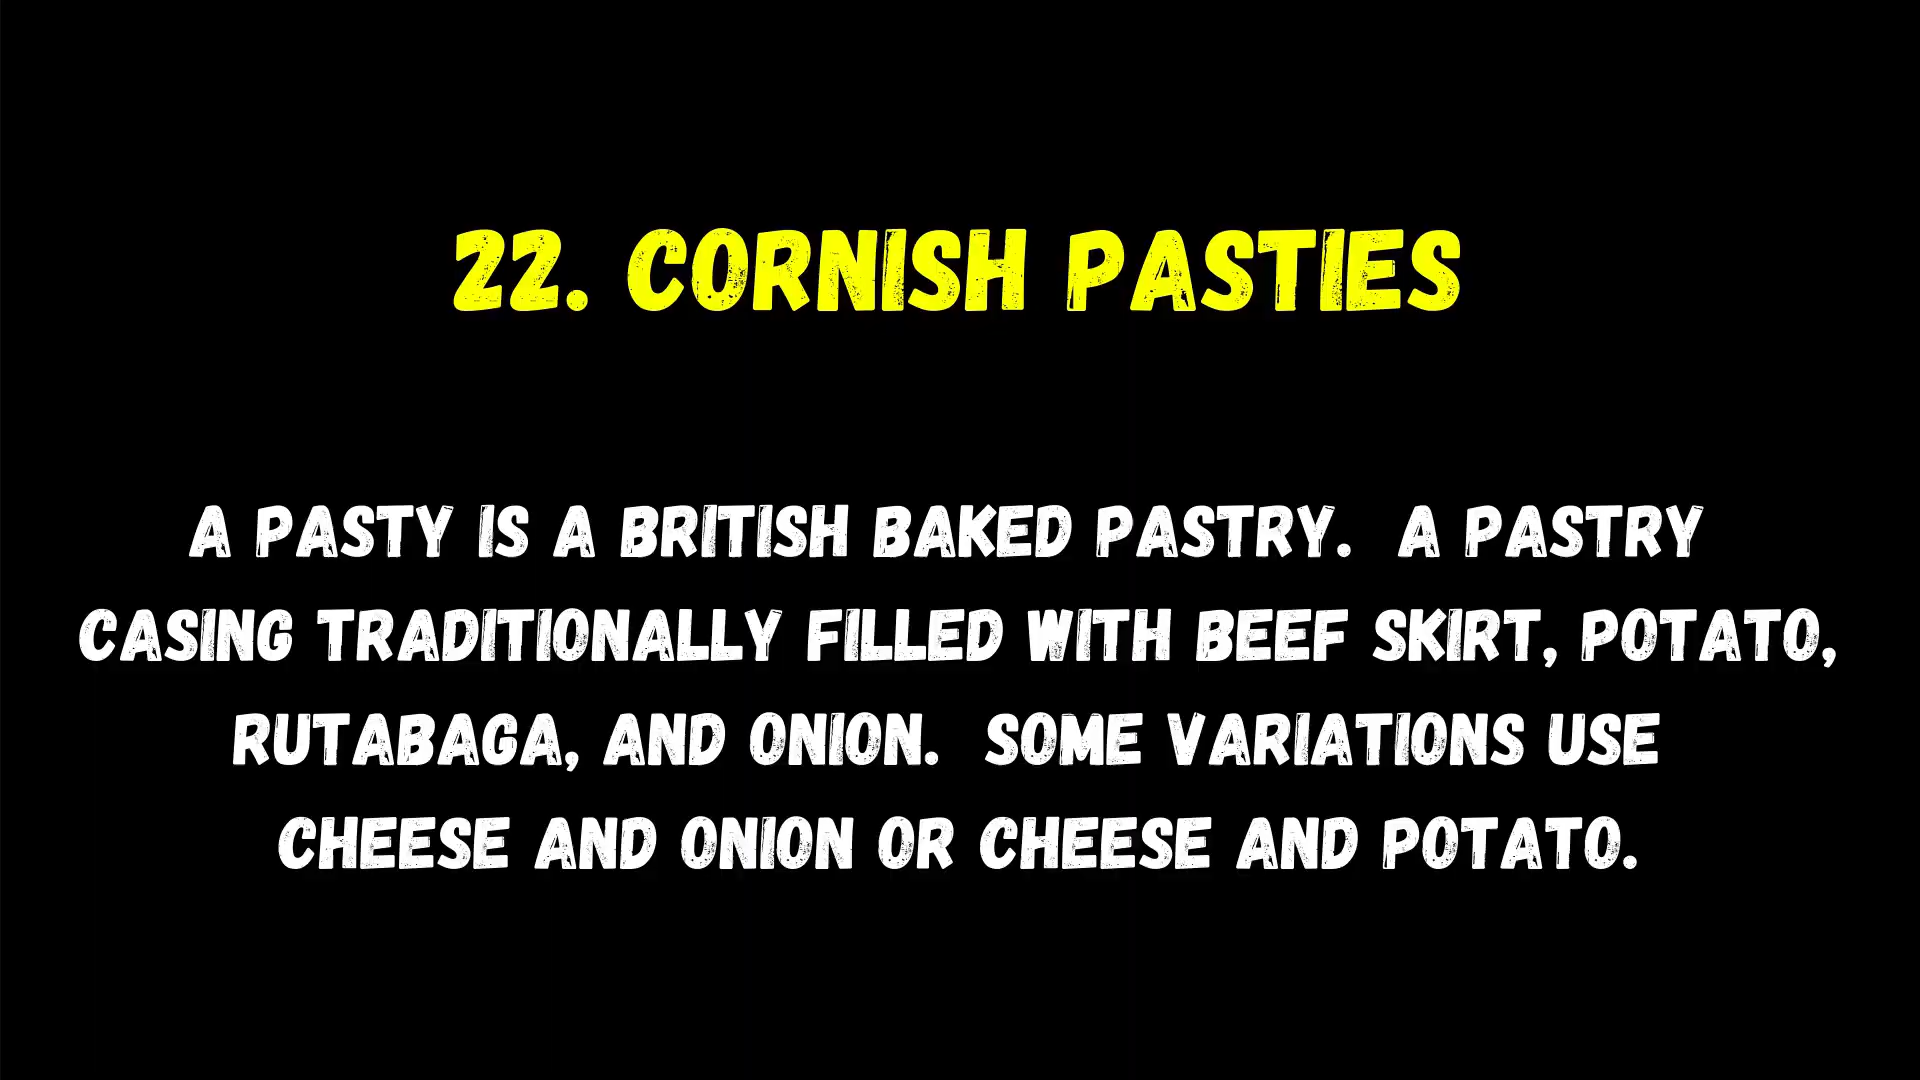 22. CORNISH PASTIES
A PASTY IS A BRITISH BAKED PASTRY.  A PASTRY
CASING TRADITIONALLY FILLED WITH BEEF SKIRT, POTATO,
RUTABAGA, AND ONION.  SOME VARIATIONS USE
CHEESE AND ONION OR CHEESE AND POTATO.